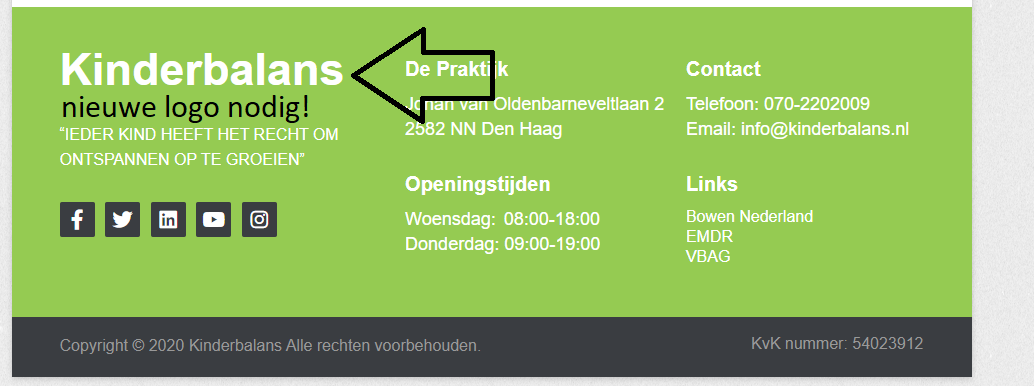 Kinderbalans
nieuwe logo nodig!
“IEDER KIND HEEFT HET RECHT OM
ONTSPANNEN OP TE GROEIEN”
De Praktijk
Johan van Oldenbarneveltlaan 2
2582 NN Den Haag
Openingstijden
Woensdag: 08:00-18:00
Donderdag: 09:00-19:00
Contact
Telefoon: 070-2202009
Email: info@kinderbalans.nl
Links
Bowen Nederland
EMDR
VBAG
Copyright © 2020 Kinderbalans Alle rechten voorbehouden.
KvK nummer: 54023912